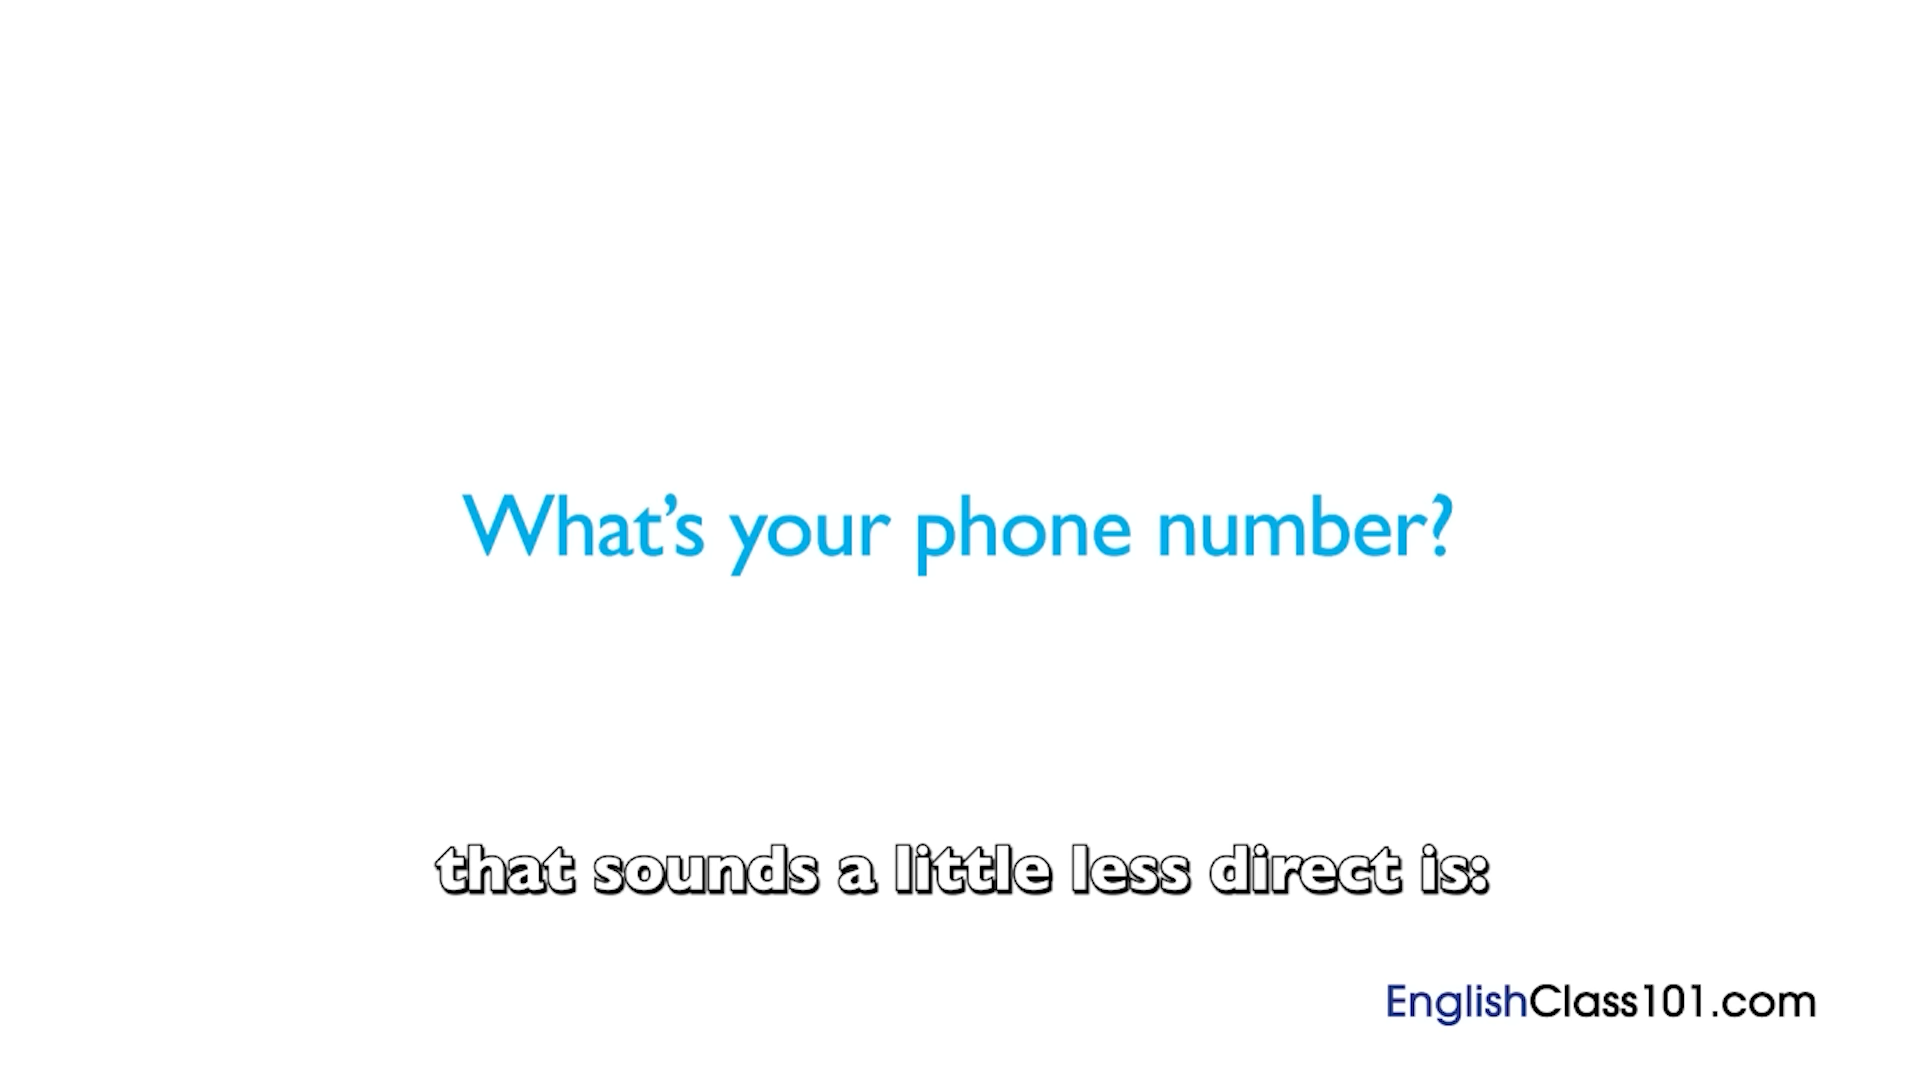 What's your phone number?
that sounds a little less direct is:
EnglishClass101.com